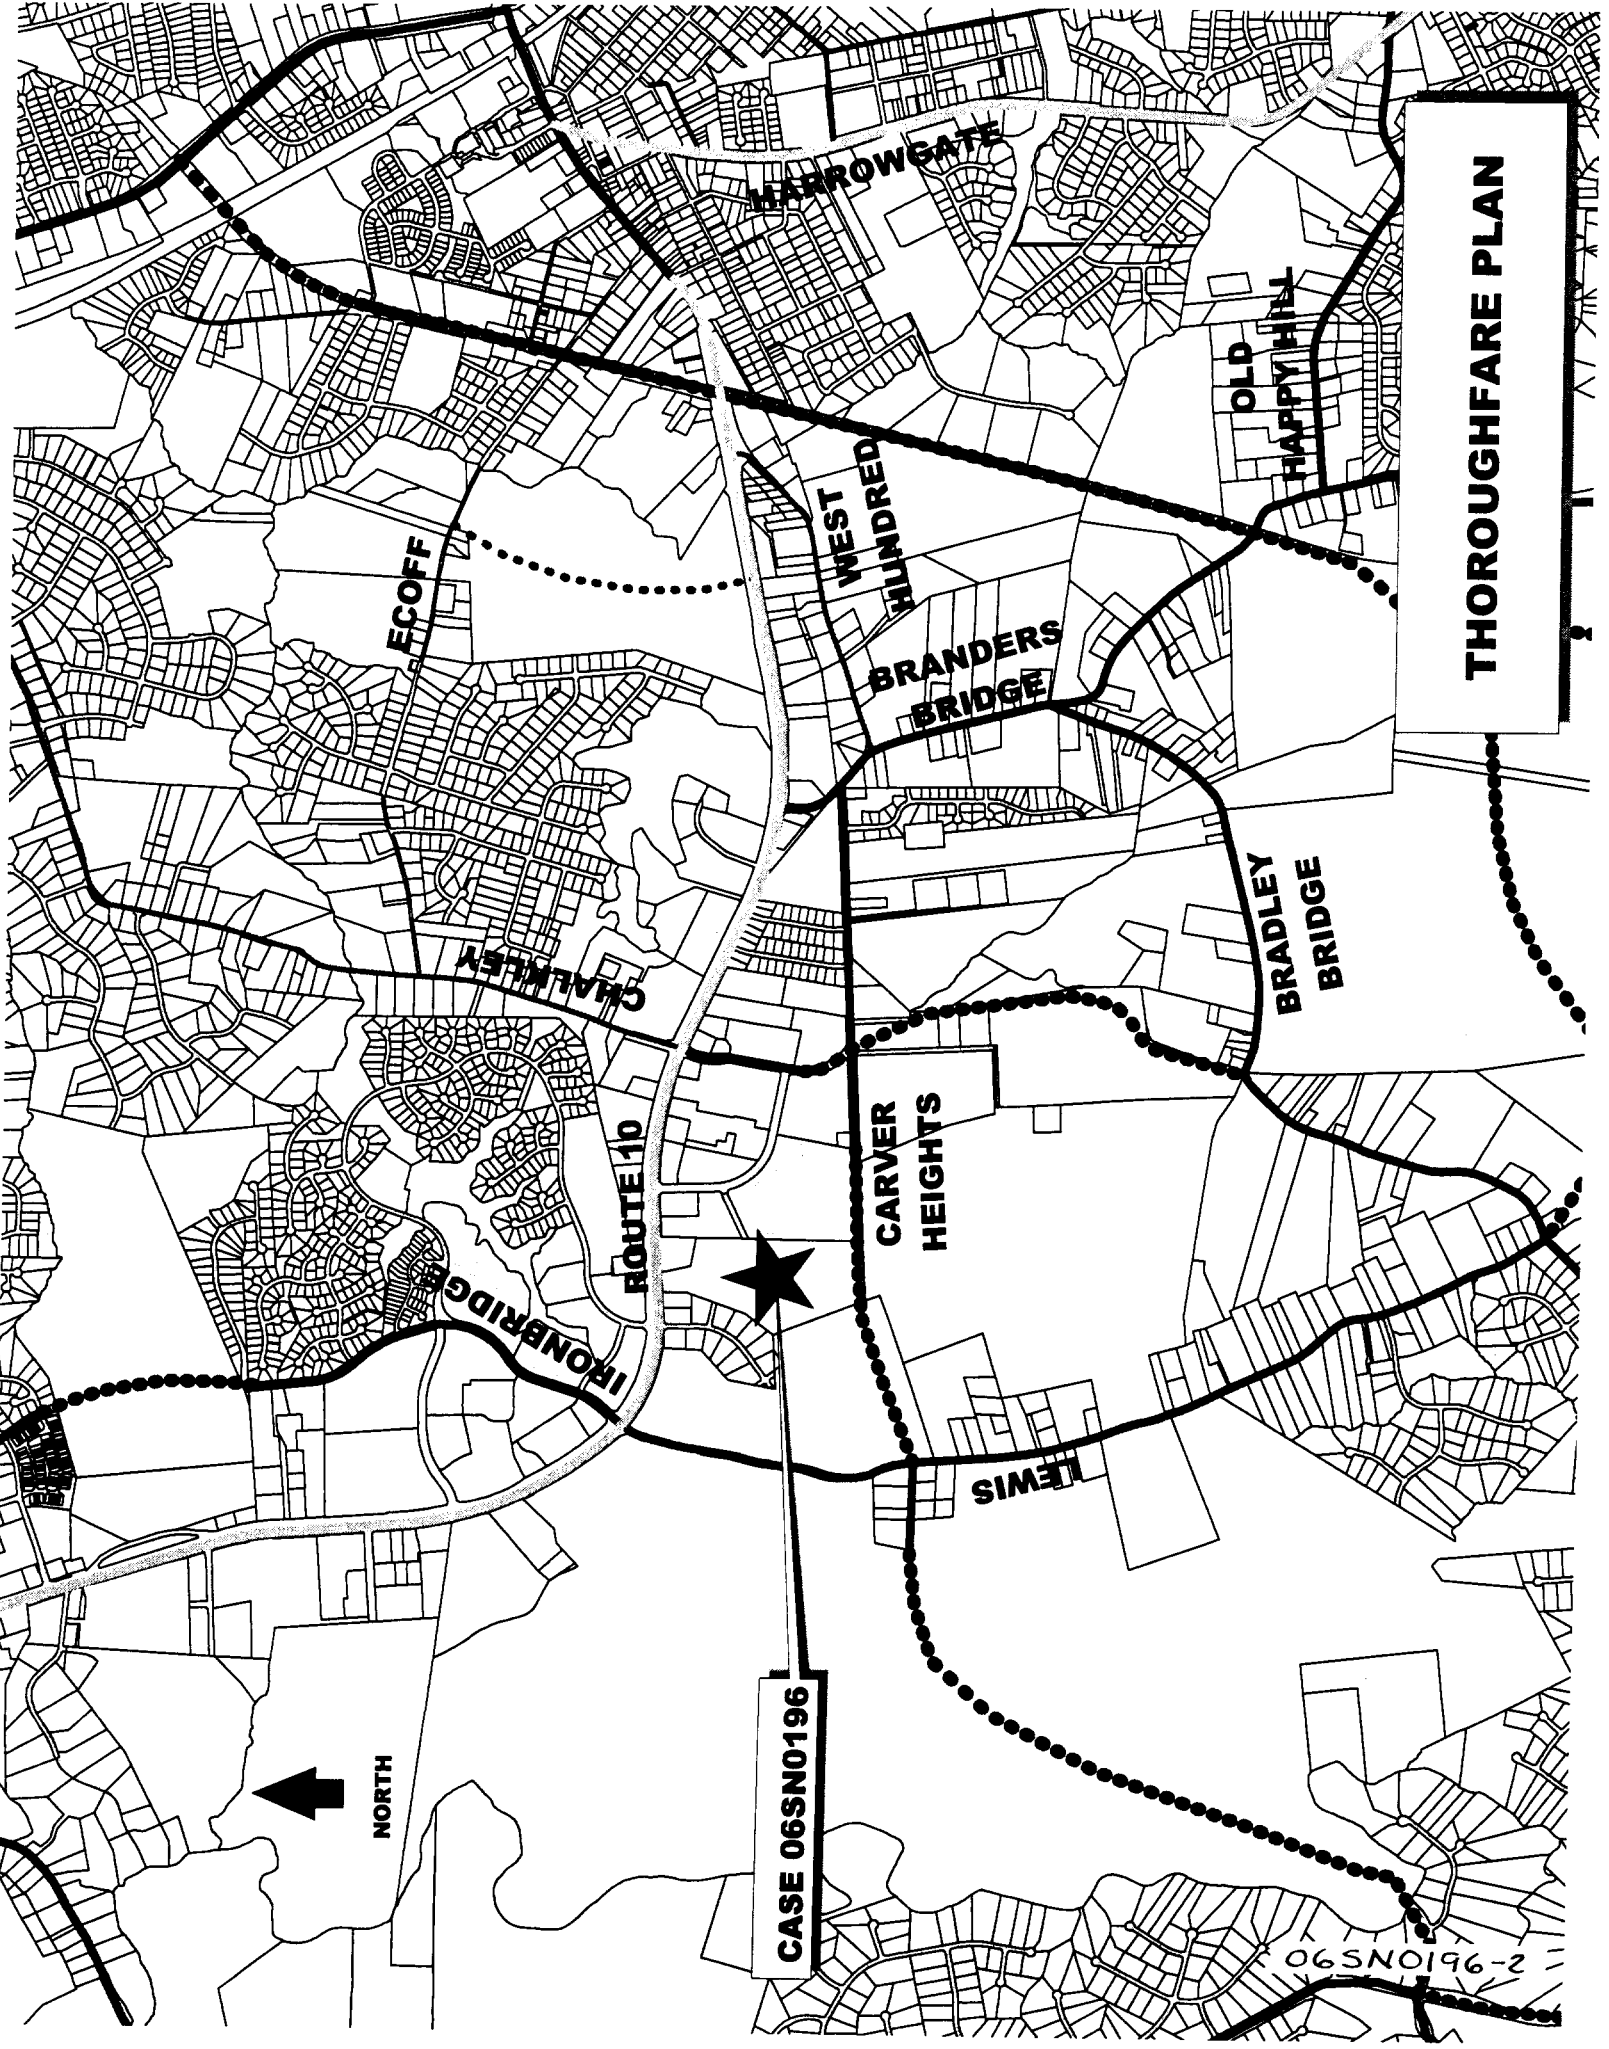 HARROWGATE
OLD
HAPPY HILL
THOROUGHFARE PLAN
WEST
HUNDRED
ECOFF
BRANDERS
BRIDGE
BRADLEY
BRIDGE
CHALKLEY
CARVER
HEIGHTS
ROUTE 10
IRONBRIDGE
LEWIS
NORTH
CASE 06SN0196
06SN0196-2